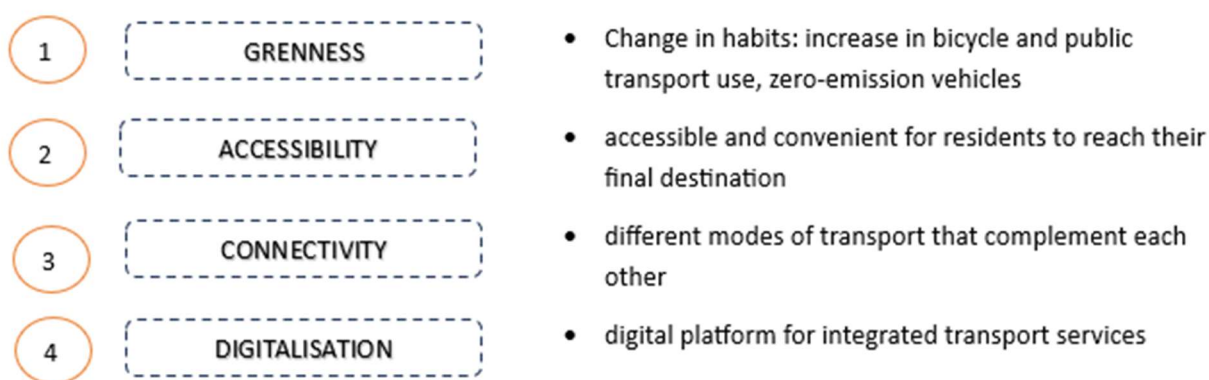 1 GRENNESS • Change in habits: increase in bicycle and public
transport use, zero-emission vehicles
2 ACCESSIBILITY • accessible and convenient for residents to reach their
final destination
3 CONNECTIVITY • different modes of transport that complement each
other
4 DIGITALISATION • digital platform for integrated transport services